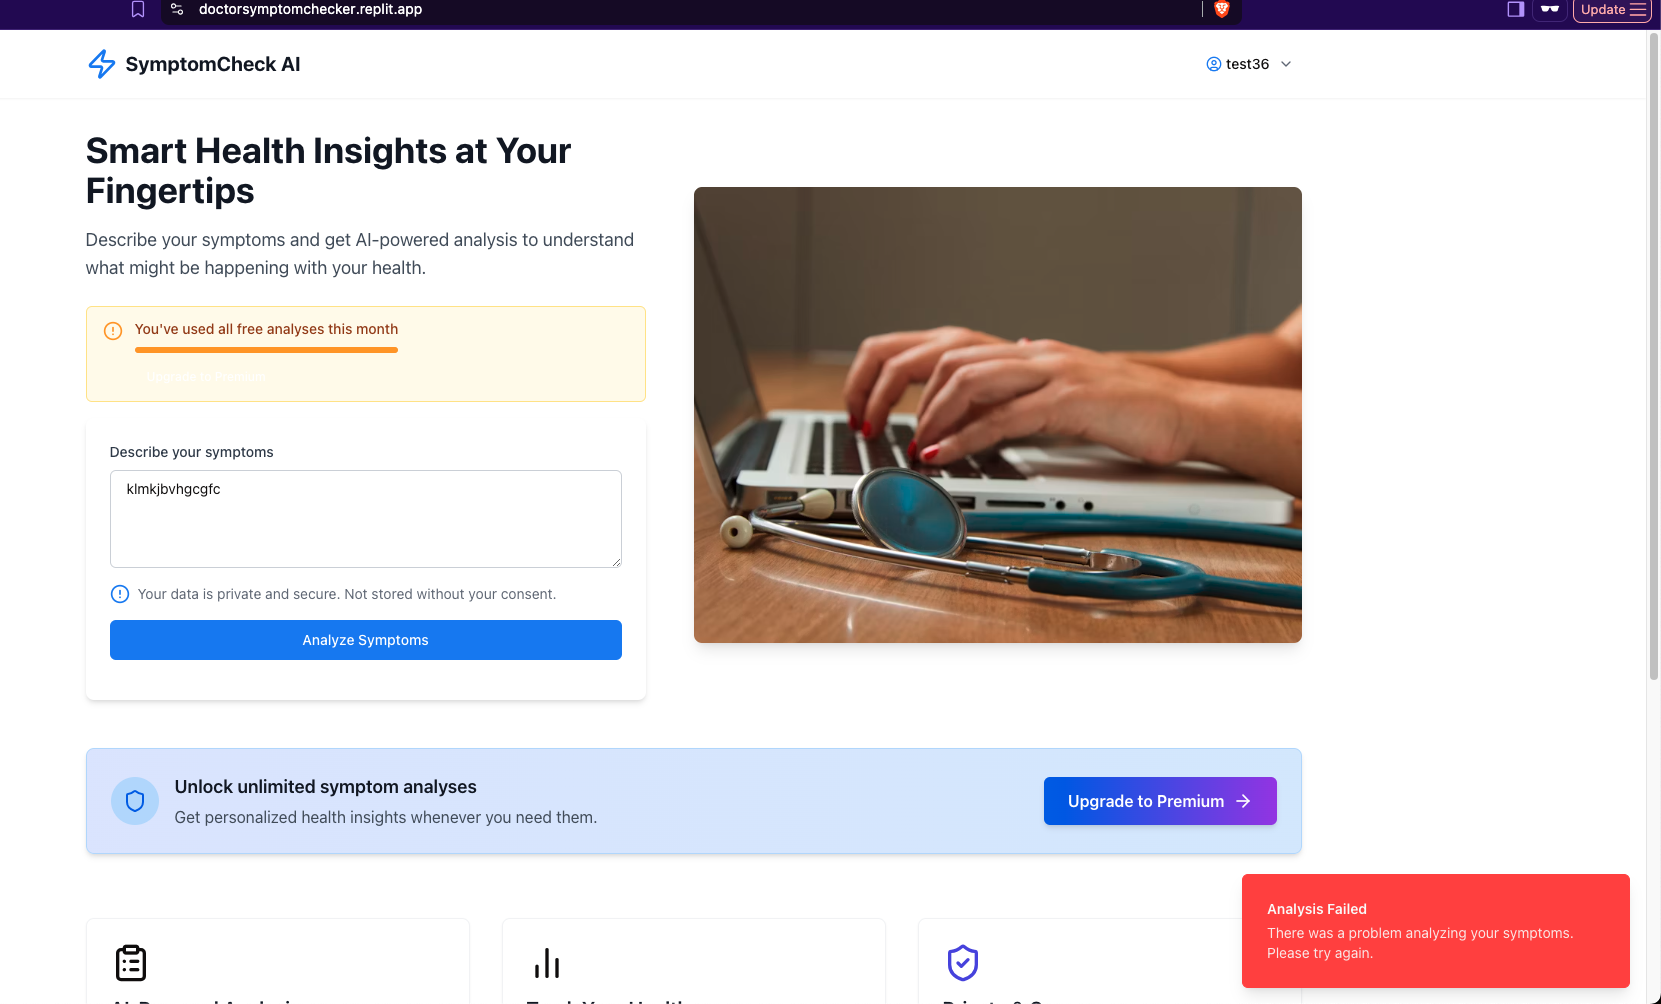 doctorsymptomchecker.replit.app
Update
SymptomCheck AI
test36
Smart Health Insights at Your
Fingertips
Describe your symptoms and get AI-powered analysis to understand
what might be happening with your health.
You've used all free analyses this month
Upgrade to Premium
Describe your symptoms
klmkjbvhgcgfc
Your data is private and secure. Not stored without your consent.
Analyze Symptoms
Unlock unlimited symptom analyses
Get personalized health insights whenever you need them.
Upgrade to Premium
Analysis Failed
There was a problem analyzing your symptoms.
Please try again.